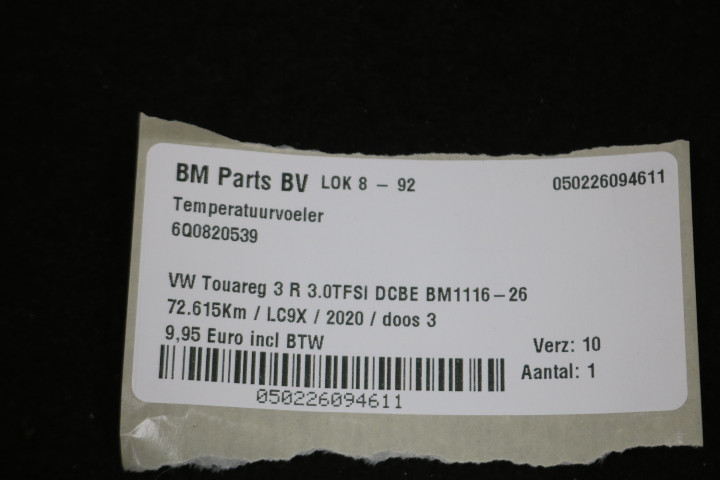 BM Parts BV LOK 8 - 92 050226094611
Temperatuurvoeler
6Q0820539
VW Touareg 3 R 3.0TFSI DCBE BM1116-26
72.615Km / LC9X / 2020 / doos 3
9,95 Euro incl BTW Verz: 10
Aantal: 1
050226094611